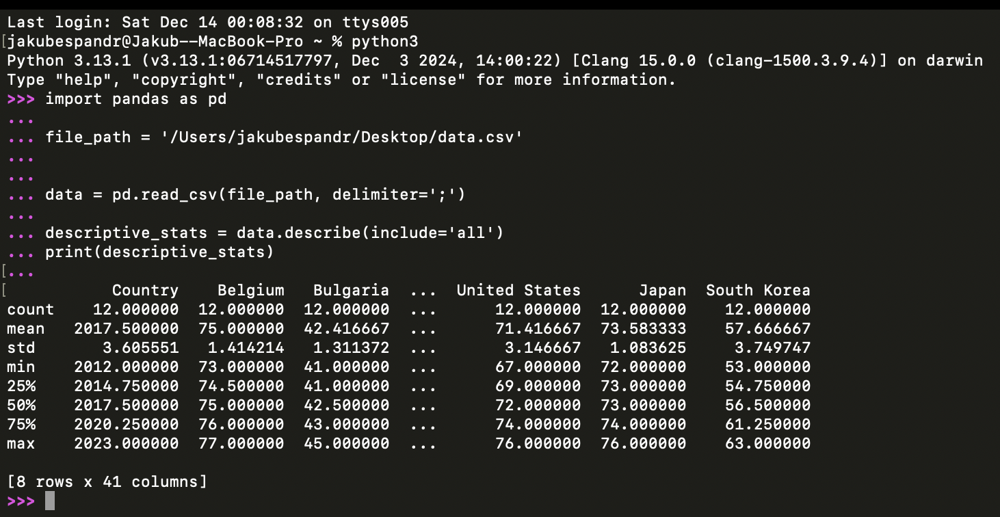 Last login: Sat Dec 14 00:08:32 on ttys005
[jakubespandr@Jakub--MacBook-Pro ~ % python3
Python 3.13.1 (v3.13.1:06714517797, Dec  3 2024, 14:00:22) [Clang 15.0.0 (clang-1500.3.9.4)] on darwin
Type "help", "copyright", "credits" or "license" for more information.
>>> import pandas as pd
...
... file_path = '/Users/jakubespandr/Desktop/data.csv'
...
...
... data = pd.read_csv(file_path, delimiter=';')
...
... descriptive_stats = data.describe(include='all')
... print(descriptive_stats)
[...
[           Country    Belgium   Bulgaria  ...  United States      Japan  South Korea
count    12.000000  12.000000  12.000000  ...      12.000000  12.000000    12.000000
mean   2017.500000  75.000000  42.416667  ...      71.416667  73.583333    57.666667
std       3.605551   1.414214   1.311372  ...       3.146667   1.083625     3.749747
min    2012.000000  73.000000  41.000000  ...      67.000000  72.000000    53.000000
25%    2014.750000  74.500000  41.000000  ...      69.000000  73.000000    54.750000
50%    2017.500000  75.000000  42.500000  ...      72.000000  73.000000    56.500000
75%    2020.250000  76.000000  43.000000  ...      74.000000  74.000000    61.250000
max    2023.000000  77.000000  45.000000  ...      76.000000  76.000000    63.000000
[8 rows x 41 columns]
>>>